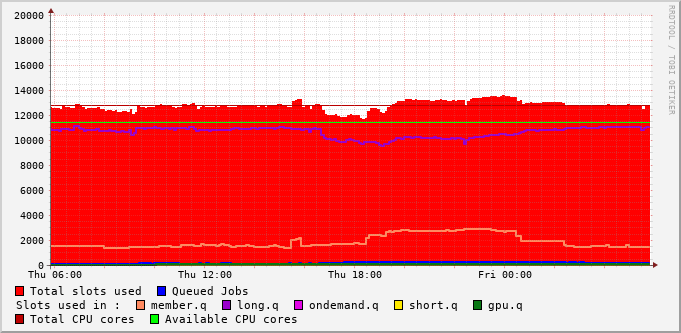 20000
18000
16000
14000
12000
10000
8000
6000
4000
2000
0
Thu 06:00 Thu 12:00 Thu 18:00 Fri 00:00
RRDTOOL / TOBI OETIKER
Total slots used Queued Jobs
Slots used in : member.q long.q ondemand.q short.q gpu.q
Total CPU cores Available CPU cores